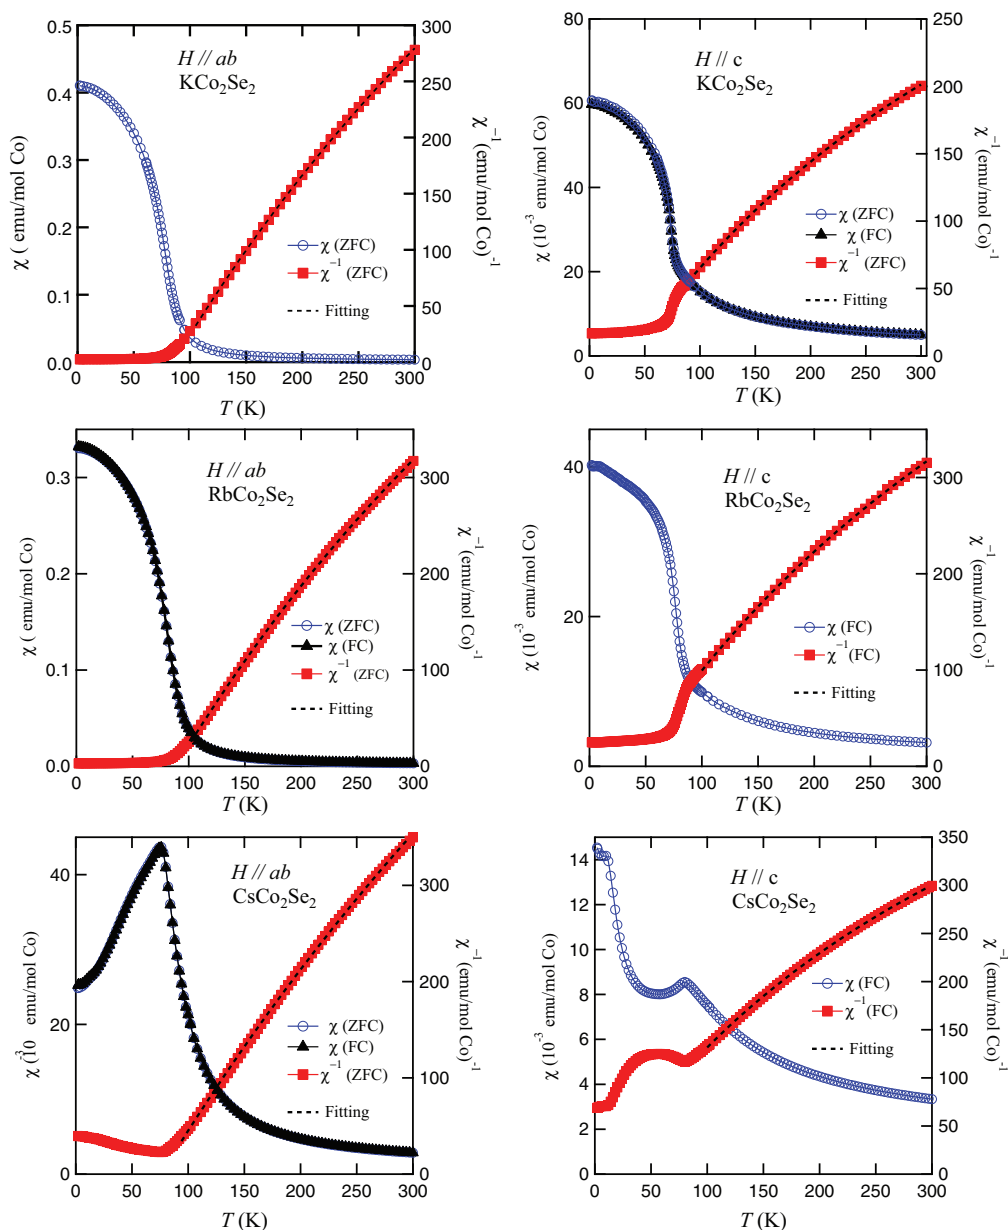 0.5
0.4
0.3
0.2
0.1
0.0
χ ( emu/mol Co)
300
250
200
150
100
50
0
χ⁻¹ (emu/mol Co)⁻¹
H // ab
KCo₂Se₂
χ (ZFC)
χ⁻¹ (ZFC)
Fitting
0 50 100 150 200 250 300
T (K)
80
60
40
20
0
χ (10⁻³ emu/mol Co)
250
200
150
100
50
0
χ⁻¹ (emu/mol Co)⁻¹
H // c
KCo₂Se₂
χ (ZFC)
χ (FC)
χ⁻¹ (ZFC)
Fitting
0 50 100 150 200 250 300
T (K)
0.3
0.2
0.1
0.0
χ ( emu/mol Co)
300
200
100
0
χ⁻¹ (emu/mol Co)⁻¹
H // ab
RbCo₂Se₂
χ (ZFC)
χ (FC)
χ⁻¹ (ZFC)
Fitting
0 50 100 150 200 250 300
T (K)
40
20
0
χ (10⁻³ emu/mol Co)
300
200
100
0
χ⁻¹ (emu/mol Co)⁻¹
H // c
RbCo₂Se₂
χ (FC)
χ⁻¹(FC)
Fitting
0 50 100 150 200 250 300
T (K)
40
20
0
χ (10⁻³ emu/mol Co)
300
200
100
0
χ⁻¹ (emu/mol Co)⁻¹
H // ab
CsCo₂Se₂
χ (ZFC)
χ (FC)
χ⁻¹ (ZFC)
Fitting
0 50 100 150 200 250 300
T (K)
14
12
10
8
6
4
2
χ (10⁻³ emu/mol Co)
350
300
250
200
150
100
50
0
χ⁻¹ (emu/mol Co)⁻¹
H // c
CsCo₂Se₂
χ (FC)
χ⁻¹ (FC)
Fitting
0 50 100 150 200 250 300
T (K)